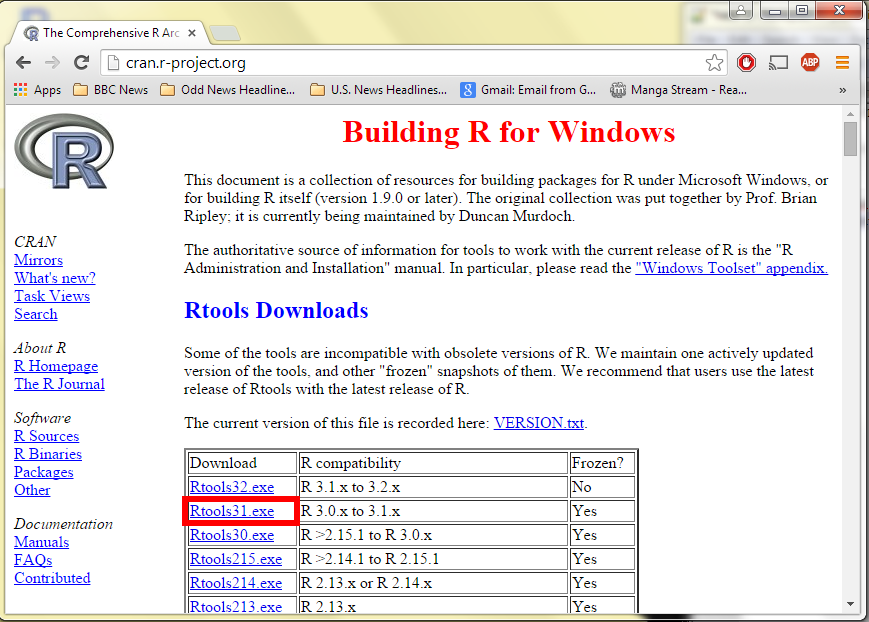 The Comprehensive R Arc
cran.r-project.org
ABP
Apps
BBC News
Odd News Headline...
U.S. News Headlines...
8
Gmail: Email from G...
Manga Stream - Rea...
»
R
Building R for Windows
This document is a collection of resources for building packages for R under Microsoft Windows, or
for building R itself (version 1.9.0 or later). The original collection was put together by Prof. Brian
Ripley; it is currently being maintained by Duncan Murdoch.
The authoritative source of information for tools to work with the current release of R is the "R
Administration and Installation" manual. In particular, please read the "Windows Toolset" appendix.
Rtools Downloads
Some of the tools are incompatible with obsolete versions of R. We maintain one actively updated
version of the tools, and other "frozen" snapshots of them. We recommend that users use the latest
release of Rtools with the latest release of R.
The current version of this file is recorded here: VERSION.txt.
Download R compatibility Frozen?
Rtools32.exe R 3.1.x to 3.2.x No
Rtools31.exe R 3.0.x to 3.1.x Yes
Rtools30.exe R >2.15.1 to R 3.0.x Yes
Rtools215.exe R >2.14.1 to R 2.15.1 Yes
Rtools214.exe R 2.13.x or R 2.14.x Yes
Rtools213.exe R 2.13.x Yes
CRAN
Mirrors
What's new?
Task Views
Search
About R
R Homepage
The R Journal
Software
R Sources
R Binaries
Packages
Other
Documentation
Manuals
FAQs
Contributed